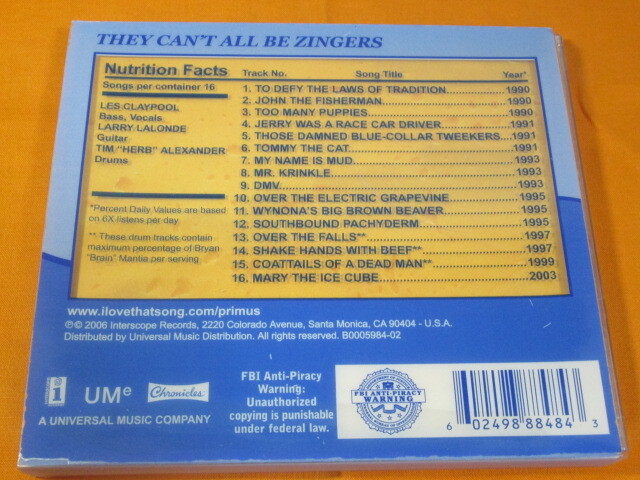 THEY CAN'T ALL BE ZINGERS
Nutrition Facts
Songs per container 16
LES CLAYPOOL
Bass, Vocals
LARRY LALONDE
Guitar
TIM "HERB" ALEXANDER
Drums
*Percent Daily Values are based
on 6X listens per day.
** These drum tracks contain
maximum percentage of Bryan
"Brain" Mantia per serving
Track No. Song Title Year*
1. TO DEFY THE LAWS OF TRADITION 1990
2. JOHN THE FISHERMAN 1990
3. TOO MANY PUPPIES 1990
4. JERRY WAS A RACE CAR DRIVER 1991
5. THOSE DAMNED BLUE-COLLAR TWEEKERS 1991
6. TOMMY THE CAT 1991
7. MY NAME IS MUD 1993
8. MR. KRINKLE 1993
9. DMV 1993
10. OVER THE ELECTRIC GRAPEVINE 1995
11. WYNONA'S BIG BROWN BEAVER 1995
12. SOUTHBOUND PACHYDERM 1995
13. OVER THE FALLS** 1997
14. SHAKE HANDS WITH BEEF** 1997
15. COATTAILS OF A DEAD MAN** 1999
16. MARY THE ICE CUBE 2003
www.ilovethatsong.com/primus
℗© 2006 Interscope Records, 2220 Colorado Avenue, Santa Monica, CA 90404 - U.S.A.
Distributed by Universal Music Distribution. All rights reserved. B0005984-02
i
UMe
Chronicles
A UNIVERSAL MUSIC COMPANY
FBI Anti-Piracy
Warning:
Unauthorized
copying is punishable
under federal law.
FBI ANTI-PIRACY
WARNING
6 02498 88484 3